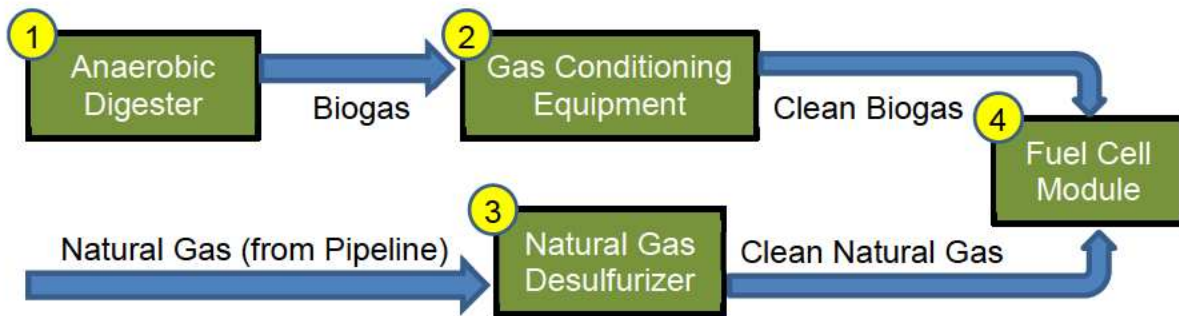 1
Anaerobic
Digester
Biogas
2
Gas Conditioning
Equipment
Clean Biogas
4
Fuel Cell
Module
Natural Gas (from Pipeline)
3
Natural Gas
Desulfurizer
Clean Natural Gas